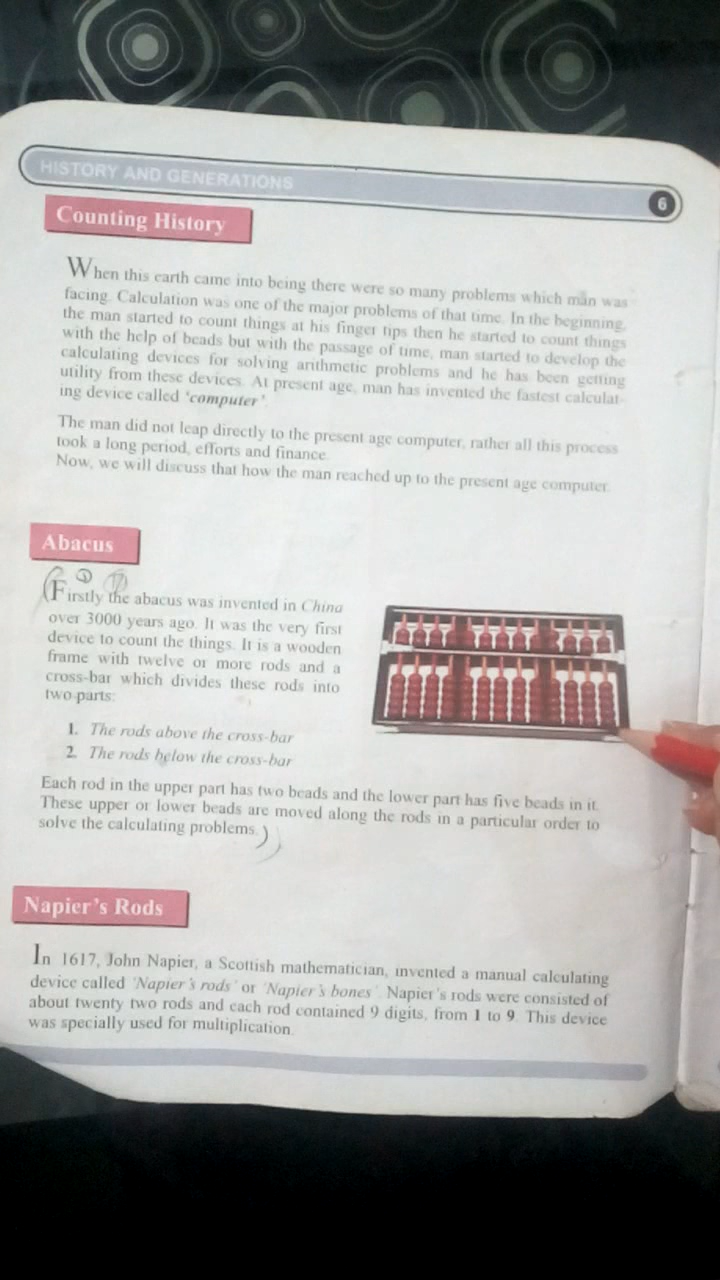 HISTORY AND GENERATIONS
6
Counting History
When this earth came into being there were so many problems which man was
facing. Calculation was one of the major problems of that time. In the beginning,
the man started to count things at his finger tips then he started to count things
with the help of beads but with the passage of time, man started to develop the
calculating devices for solving arithmetic problems and he has been getting
utility from these devices. At present age, man has invented the fastest calculat-
ing device called 'computer'.
The man did not leap directly to the present age computer, rather all this process
took a long period, efforts and finance.
Now, we will discuss that how the man reached up to the present age computer.
Abacus
Firstly the abacus was invented in China
over 3000 years ago. It was the very first
device to count the things. It is a wooden
frame with twelve or more rods and a
cross-bar which divides these rods into
two parts:
1. The rods above the cross-bar
2. The rods below the cross-bar
Each rod in the upper part has two beads and the lower part has five beads in it.
These upper or lower beads are moved along the rods in a particular order to
solve the calculating problems.
Napier's Rods
In 1617, John Napier, a Scottish mathematician, invented a manual calculating
device called 'Napier's rods' or 'Napier's bones'. Napier's rods were consisted of
about twenty two rods and each rod contained 9 digits, from 1 to 9. This device
was specially used for multiplication.